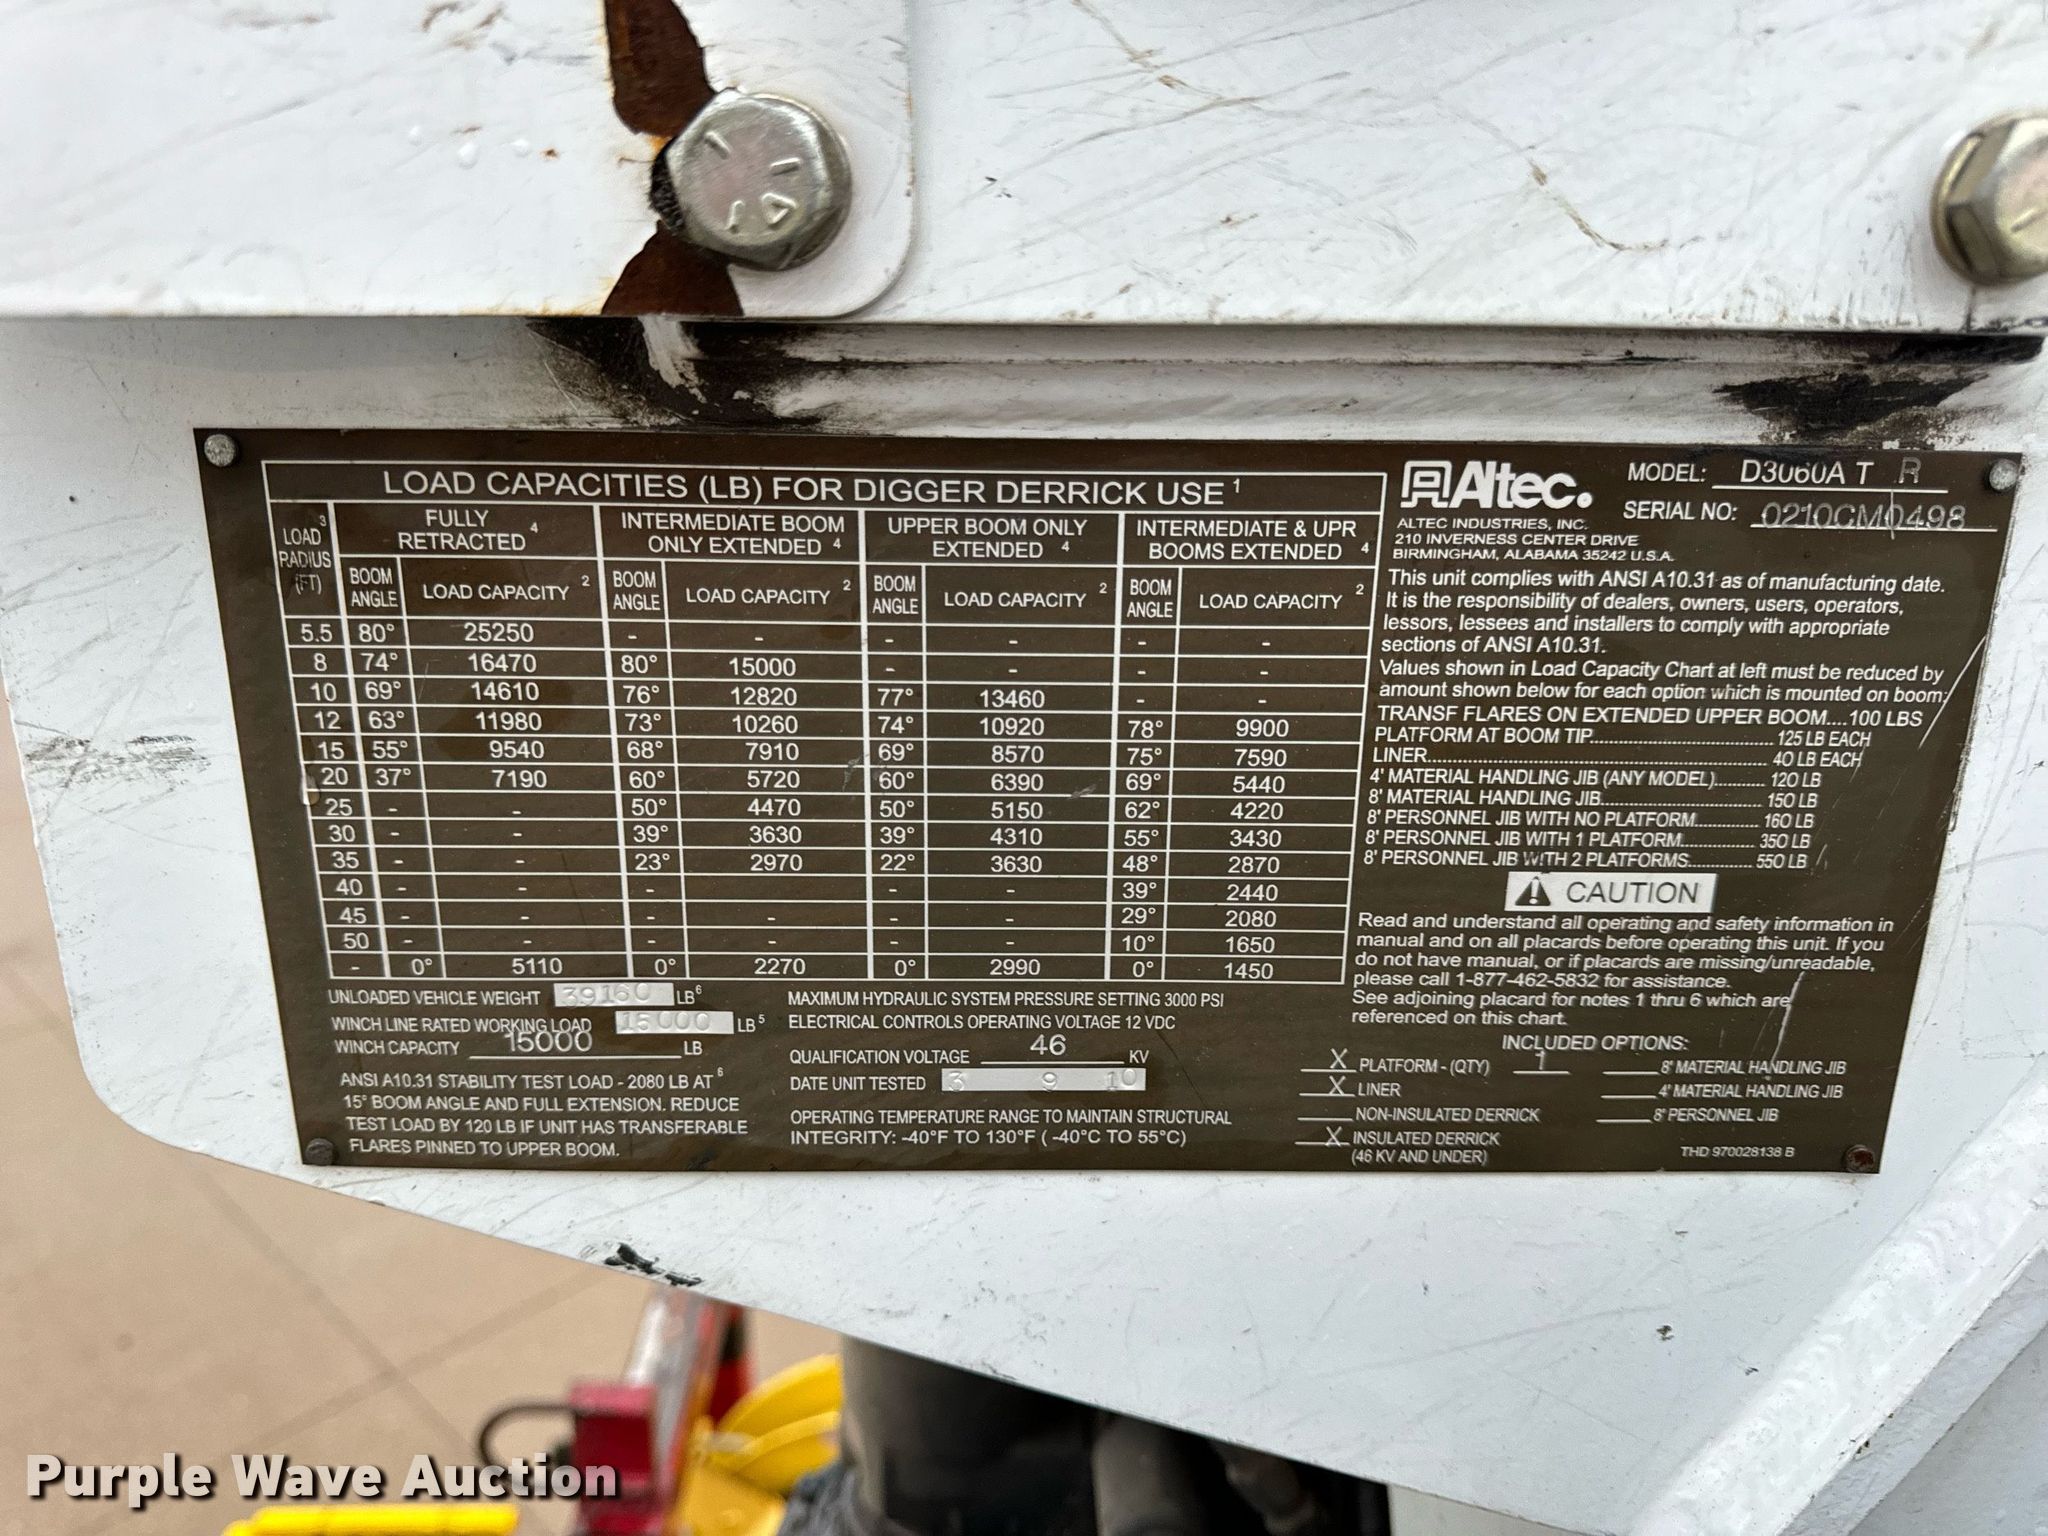 LOAD CAPACITIES (LB) FOR DIGGER DERRICK USE 1
LOAD 3 RADIUS (FT) | FULLY RETRACTED 4 | INTERMEDIATE BOOM ONLY EXTENDED 4 | UPPER BOOM ONLY EXTENDED 4 | INTERMEDIATE & UPR BOOMS EXTENDED 4
BOOM ANGLE | LOAD CAPACITY 2 | BOOM ANGLE | LOAD CAPACITY 2 | BOOM ANGLE | LOAD CAPACITY 2 | BOOM ANGLE | LOAD CAPACITY 2
5.5 | 80° | 25250 | - | - | - | - | - | -
8 | 74° | 16470 | 80° | 15000 | - | - | - | -
10 | 69° | 14610 | 76° | 12820 | 77° | 13460 | - | -
12 | 63° | 11980 | 73° | 10260 | 74° | 10920 | 78° | 9900
15 | 55° | 9540 | 68° | 7910 | 69° | 8570 | 75° | 7590
20 | 37° | 7190 | 60° | 5720 | 60° | 6390 | 69° | 5440
25 | - | - | 50° | 4470 | 50° | 5150 | 62° | 4220
30 | - | - | 39° | 3630 | 39° | 4310 | 55° | 3430
35 | - | - | 23° | 2970 | 22° | 3630 | 48° | 2870
40 | - | - | - | - | - | - | 39° | 2440
45 | - | - | - | - | - | - | 29° | 2080
50 | - | - | - | - | - | - | 10° | 1650
- | 0° | 5110 | 0° | 2270 | 0° | 2990 | 0° | 1450
UNLOADED VEHICLE WEIGHT 39160 LB 6
WINCH LINE RATED WORKING LOAD 15000 LB 5
WINCH CAPACITY 15000 LB
ANSI A10.31 STABILITY TEST LOAD - 2080 LB AT 6
15° BOOM ANGLE AND FULL EXTENSION. REDUCE
TEST LOAD BY 120 LB IF UNIT HAS TRANSFERABLE
FLARES PINNED TO UPPER BOOM.
MAXIMUM HYDRAULIC SYSTEM PRESSURE SETTING 3000 PSI
ELECTRICAL CONTROLS OPERATING VOLTAGE 12 VDC
QUALIFICATION VOLTAGE 46 KV
DATE UNIT TESTED 3 9 10
OPERATING TEMPERATURE RANGE TO MAINTAIN STRUCTURAL
INTEGRITY: -40°F TO 130°F ( -40°C TO 55°C)
Altec.
MODEL: D3060A T R
SERIAL NO: 0210CM0498
ALTEC INDUSTRIES, INC.
210 INVERNESS CENTER DRIVE
BIRMINGHAM, ALABAMA 35242 U.S.A.
This unit complies with ANSI A10.31 as of manufacturing date.
It is the responsibility of dealers, owners, users, operators,
lessors, lessees and installers to comply with appropriate
sections of ANSI A10.31.
Values shown in Load Capacity Chart at left must be reduced by
amount shown below for each option which is mounted on boom:
TRANSF FLARES ON EXTENDED UPPER BOOM....100 LBS
PLATFORM AT BOOM TIP........125 LB EACH
LINER........40 LB EACH
4' MATERIAL HANDLING JIB (ANY MODEL)........120 LB
8' MATERIAL HANDLING JIB........150 LB
8' PERSONNEL JIB WITH NO PLATFORM........160 LB
8' PERSONNEL JIB WITH 1 PLATFORM........350 LB
8' PERSONNEL JIB WITH 2 PLATFORMS........550 LB
CAUTION
Read and understand all operating and safety information in
manual and on all placards before operating this unit. If you
do not have manual, or if placards are missing/unreadable,
please call 1-877-462-5832 for assistance.
See adjoining placard for notes 1 thru 6 which are
referenced on this chart.
INCLUDED OPTIONS:
X PLATFORM - (QTY) 1
X LINER
NON-INSULATED DERRICK
X INSULATED DERRICK
(46 KV AND UNDER)
8' MATERIAL HANDLING JIB
4' MATERIAL HANDLING JIB
8' PERSONNEL JIB
THD 970028138 B
Purple Wave Auction